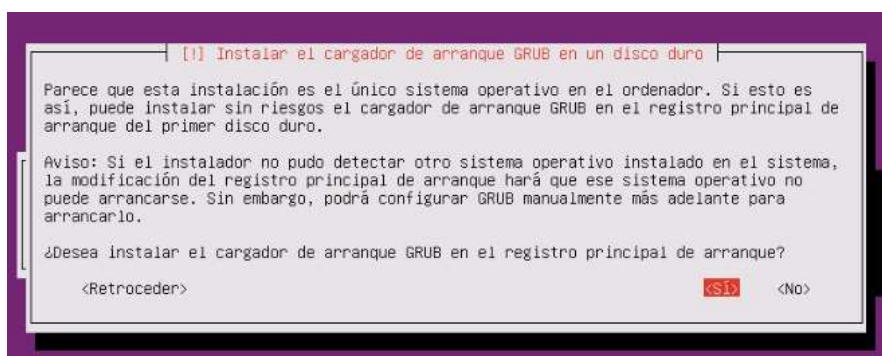 [!] Instalar el cargador de arranque GRUB en un disco duro
Parece que esta instalación es el único sistema operativo en el ordenador. Si esto es
así, puede instalar sin riesgos el cargador de arranque GRUB en el registro principal de
arranque del primer disco duro.
Aviso: Si el instalador no pudo detectar otro sistema operativo instalado en el sistema,
la modificación del registro principal de arranque hará que ese sistema operativo no
puede arrancarse. Sin embargo, podrá configurar GRUB manualmente más adelante para
arrancarlo.
¿Desea instalar el cargador de arranque GRUB en el registro principal de arranque?
<Retroceder> <Sí> <No>